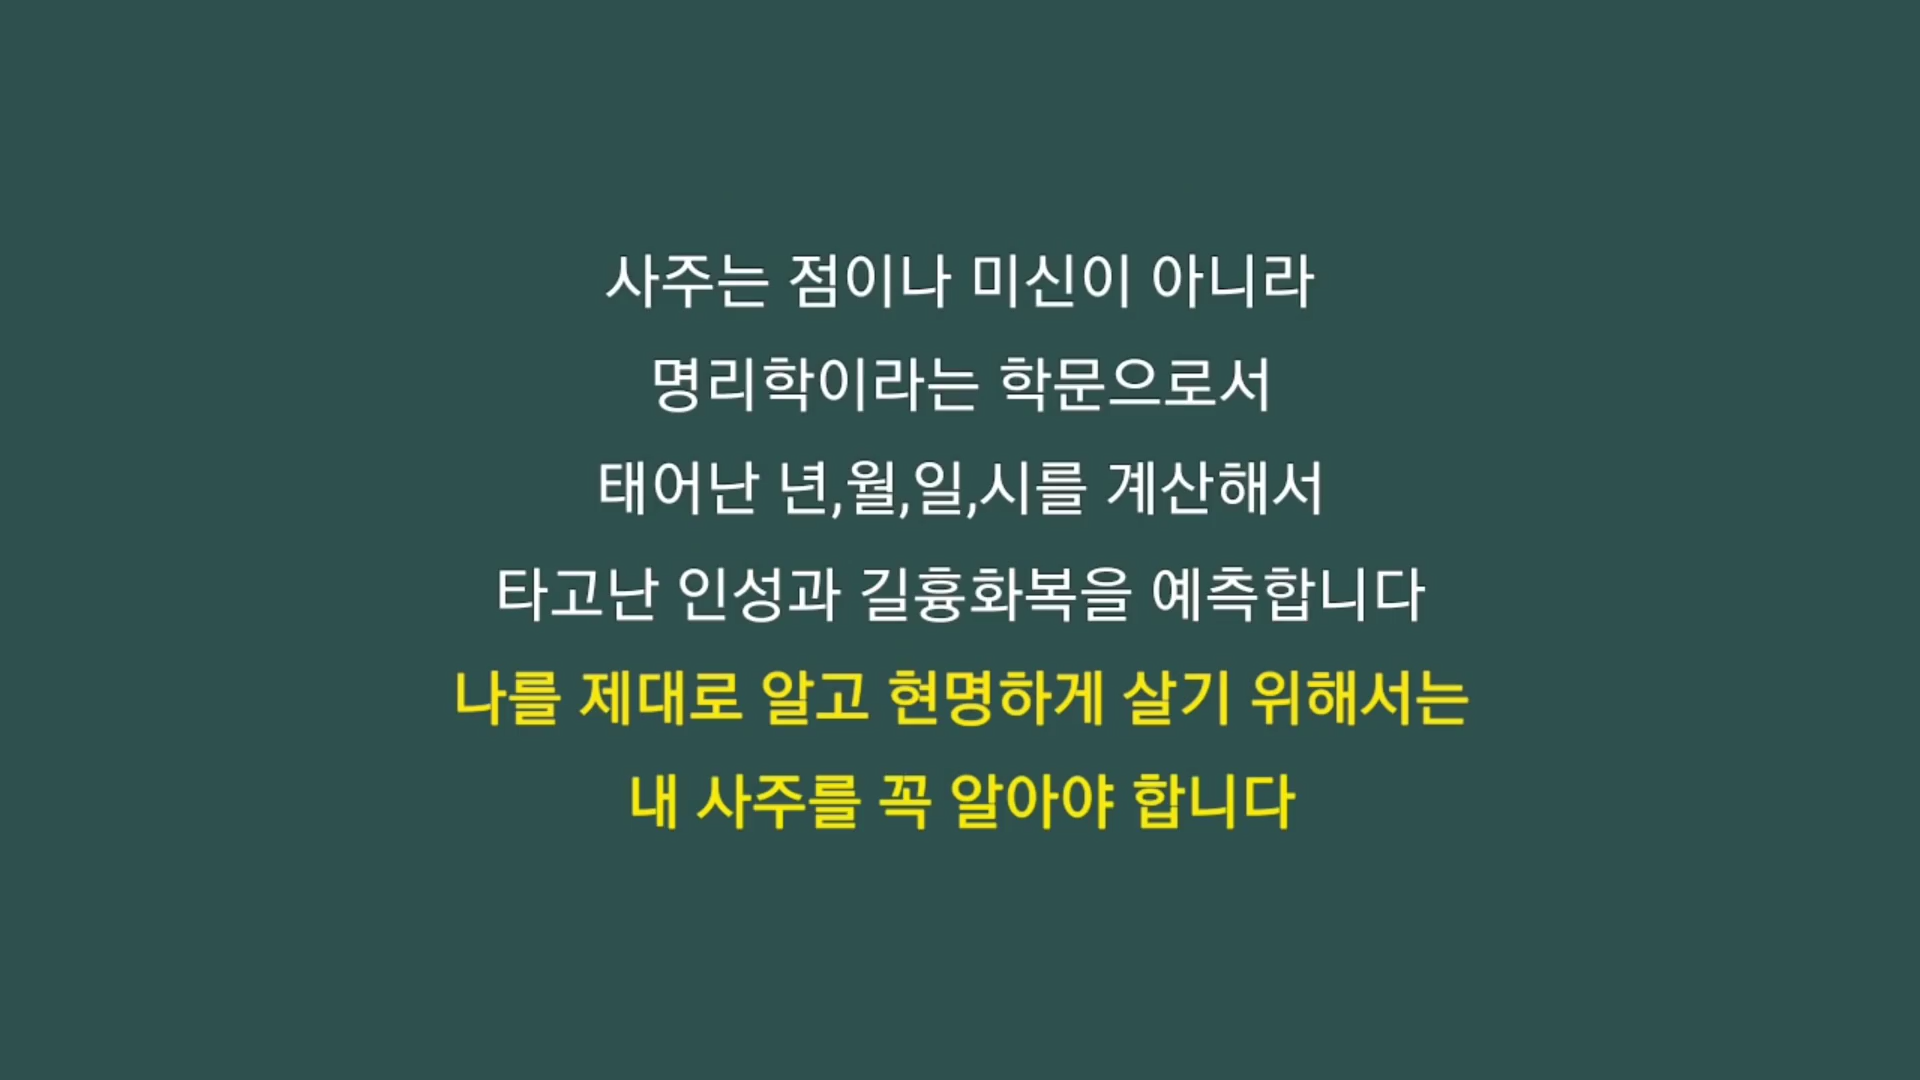 사주는 점이나 미신이 아니라
명리학이라는 학문으로서
태어난 년,월,일,시를 계산해서
타고난 인성과 길흉화복을 예측합니다
나를 제대로 알고 현명하게 살기 위해서는
내 사주를 꼭 알아야 합니다